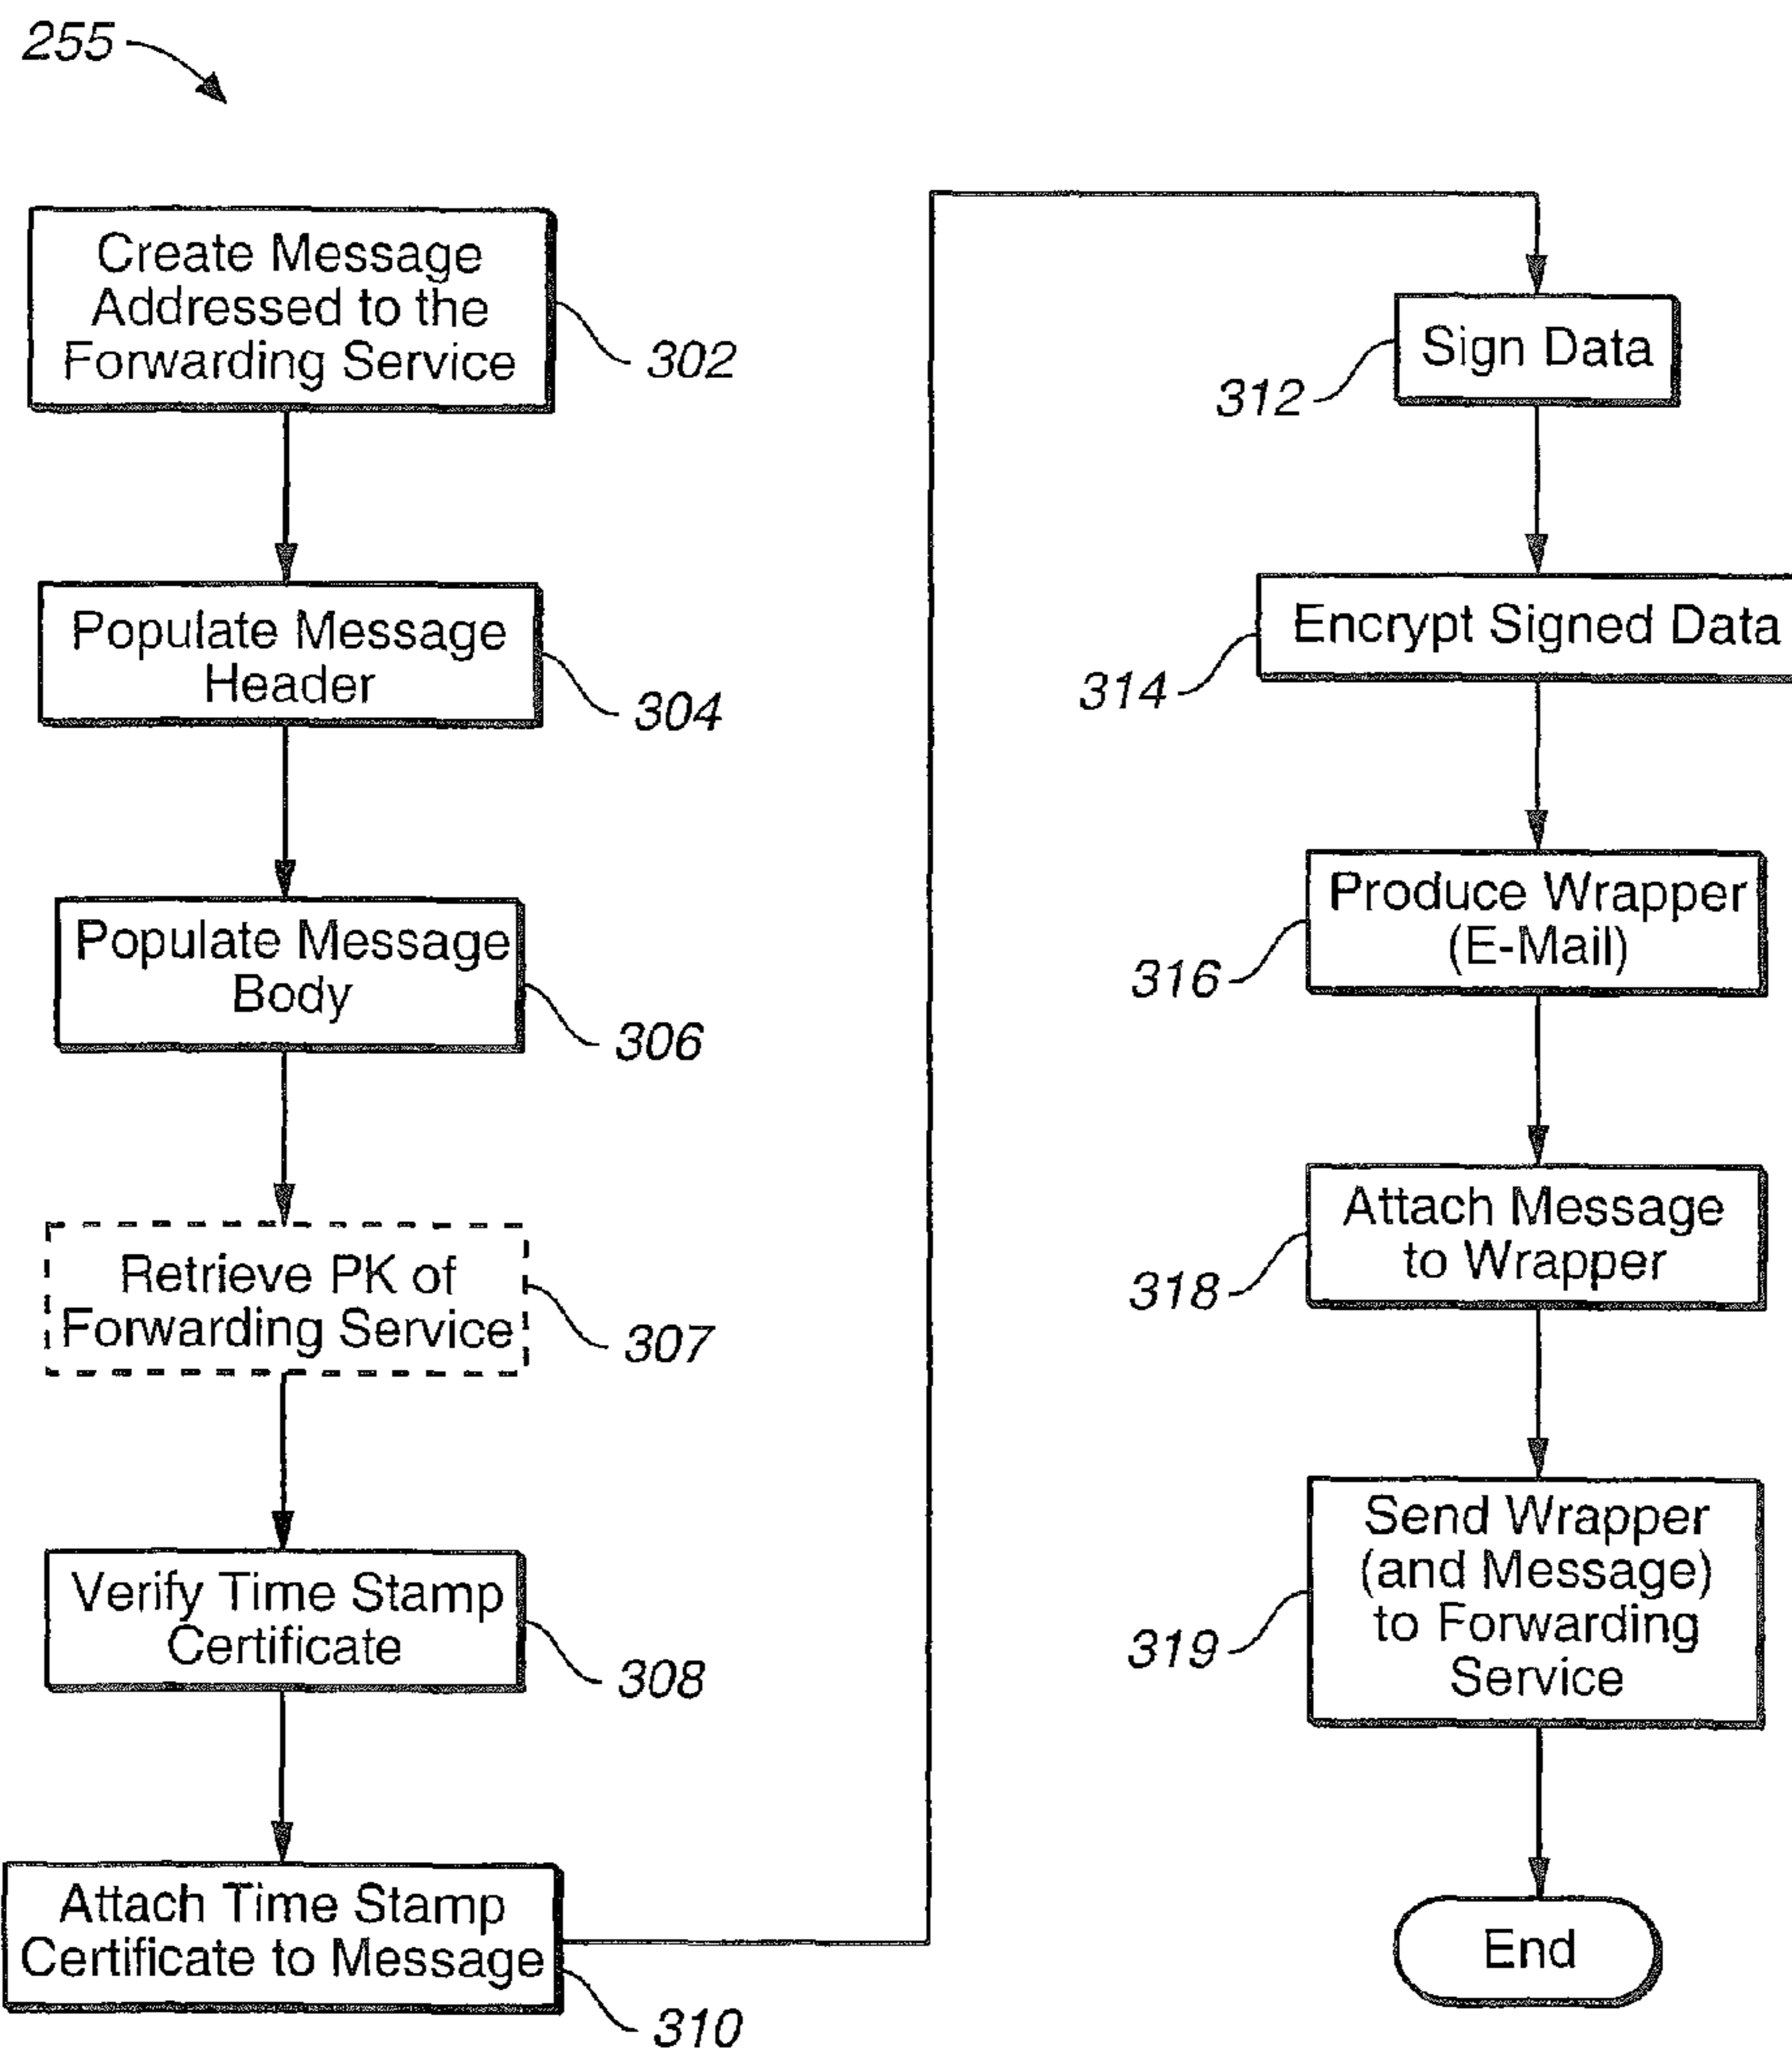 255
Create Message
Addressed to the
Forwarding Service
302
Populate Message
Header
304
Populate Message
Body
306
Retrieve PK of
Forwarding Service
307
Verify Time Stamp
Certificate
308
Attach Time Stamp
Certificate to Message
310
Sign Data
312
Encrypt Signed Data
314
Produce Wrapper
(E-Mail)
316
Attach Message
to Wrapper
318
Send Wrapper
(and Message)
to Forwarding
Service
319
End